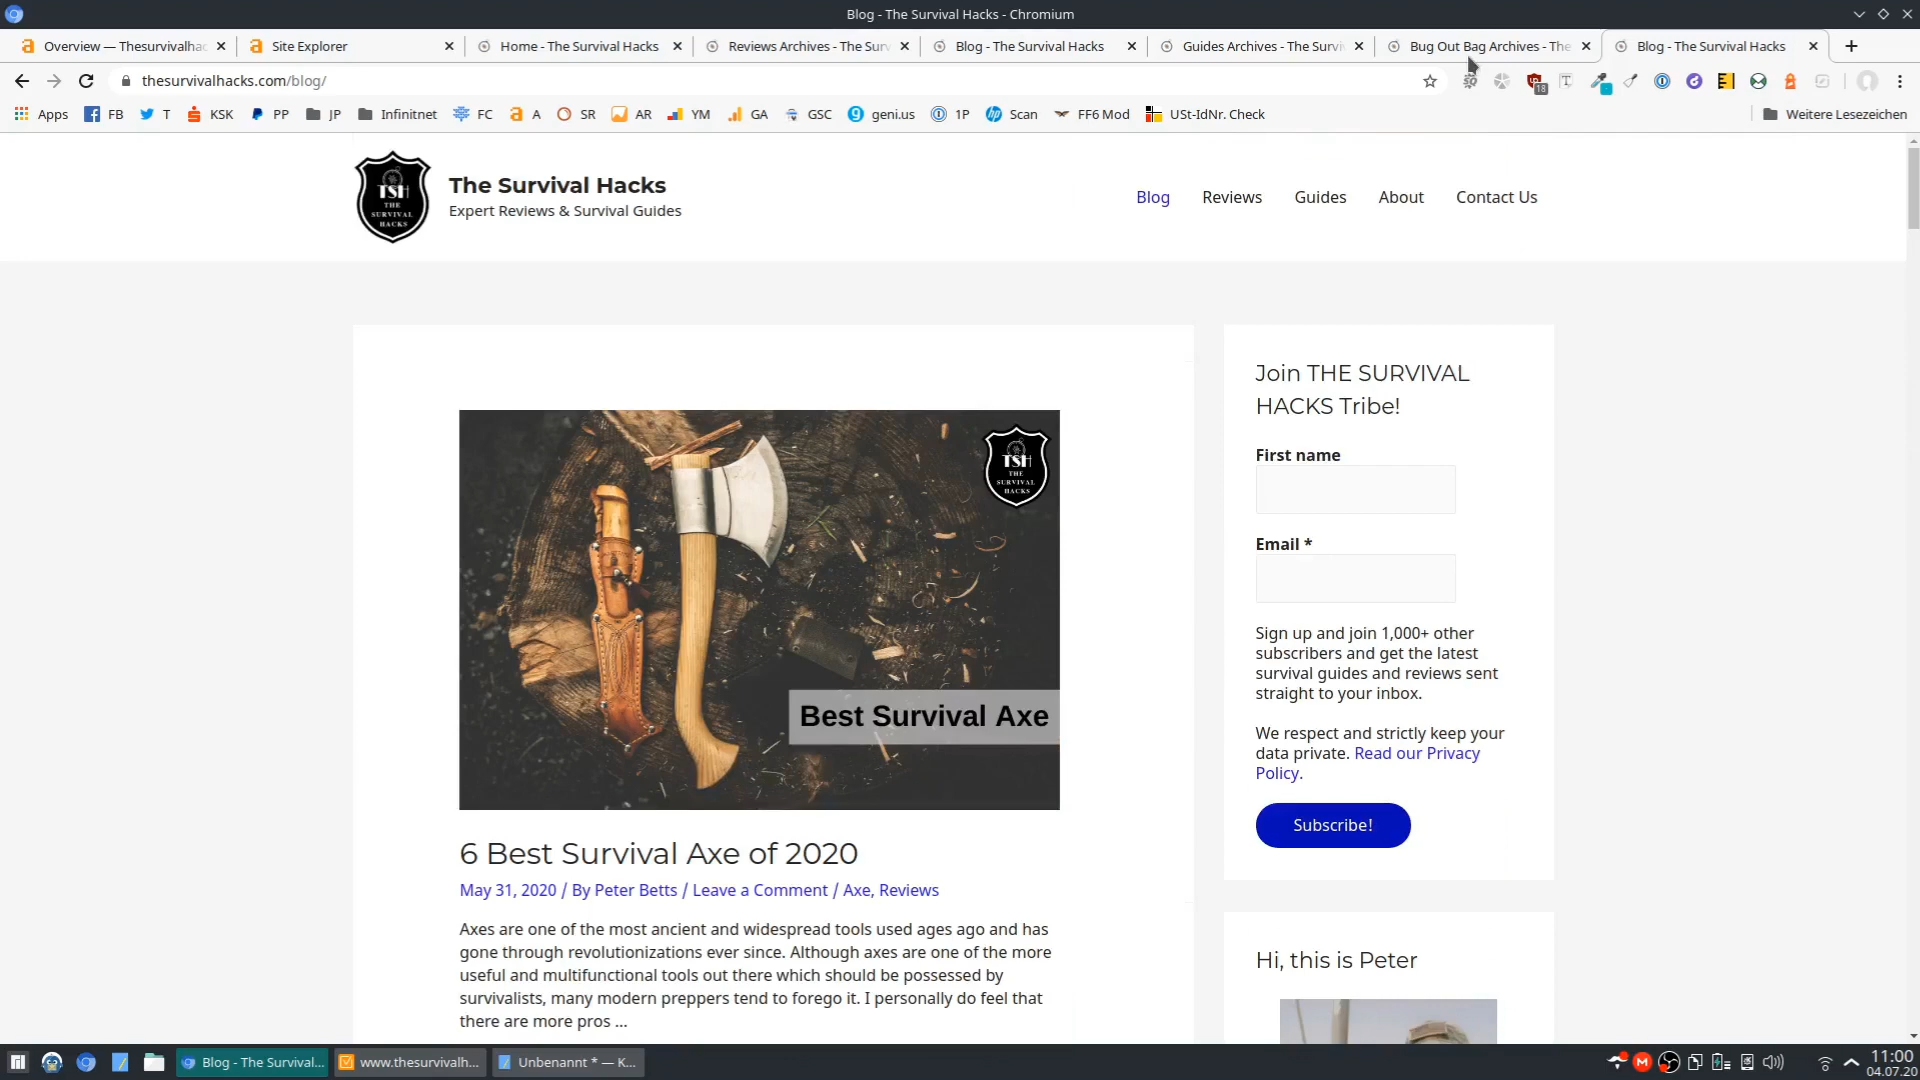 Blog - The Survival Hacks - Chromium
Overview — Thesurvivalhac
Site Explorer
Home - The Survival Hacks
Reviews Archives - The Surv
Blog - The Survival Hacks
Guides Archives - The Surviv
Bug Out Bag Archives - The
Blog - The Survival Hacks
thesurvivalhacks.com/blog/
18
Apps FB T KSK PP JP Infinitnet FC A SR AR YM GA GSC geni.us 1P Scan FF6 Mod USt-IdNr. Check Weitere Lesezeichen
TSH
THE
SURVIVAL
HACKS
The Survival Hacks
Expert Reviews & Survival Guides
Blog Reviews Guides About Contact Us
TSH
THE
SURVIVAL
HACKS
Best Survival Axe
6 Best Survival Axe of 2020
May 31, 2020 / By Peter Betts / Leave a Comment / Axe, Reviews
Axes are one of the most ancient and widespread tools used ages ago and has
gone through revolutionizations ever since. Although axes are one of the more
useful and multifunctional tools out there which should be possessed by
survivalists, many modern preppers tend to forego it. I personally do feel that
there are more pros ...
Join THE SURVIVAL
HACKS Tribe!
First name
Email *
Sign up and join 1,000+ other
subscribers and get the latest
survival guides and reviews sent
straight to your inbox.
We respect and strictly keep your
data private. Read our Privacy
Policy.
Subscribe!
Hi, this is Peter
Blog - The Survival...
www.thesurvivalh...
Unbenannt * — K...
11:00
04.07.20